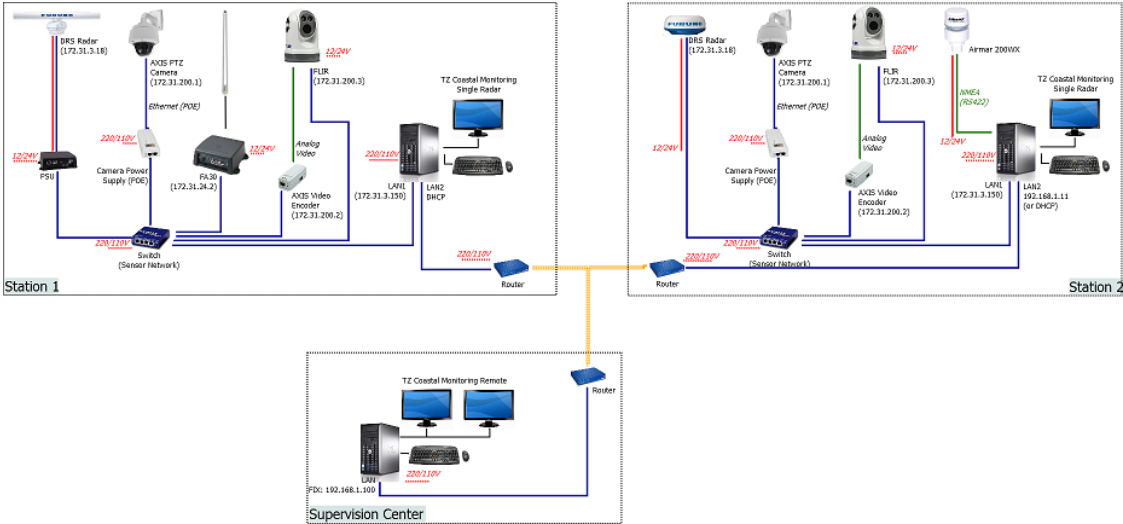 FURUNO
DRS Radar
(172.31.3.18)
AXIS PTZ
Camera
(172.31.200.1)
12/24V
FLIR
(172.31.200.3)
Ethernet (POE)
TZ Coastal Monitoring
Single Radar
220/110V
12/24V
PSU
Camera Power
Supply (POE)
12/24V
FA30
(172.31.24.2)
Analog
Video
AXIS Video
Encoder
(172.31.200.2)
220/110V
LAN1
(172.31.3.150)
LAN2
DHCP
220/110V
Switch
(Sensor Network)
220/110V
Router
Station 1
FURUNO
DRS Radar
(172.31.3.18)
AXIS PTZ
Camera
(172.31.200.1)
12/24V
FLIR
(172.31.200.3)
Airmar 200WX
Ethernet (POE)
NMEA
(RS422)
TZ Coastal Monitoring
Single Radar
220/110V
12/24V
Camera Power
Supply (POE)
Analog
Video
AXIS Video
Encoder
(172.31.200.2)
12/24V
220/110V
LAN1
(172.31.3.150)
LAN2
192.168.1.11
(or DHCP)
220/110V
Switch
(Sensor Network)
220/110V
Router
Station 2
TZ Coastal Monitoring Remote
Router
220/110V
LAN
FIX: 192.168.1.100
Supervision Center